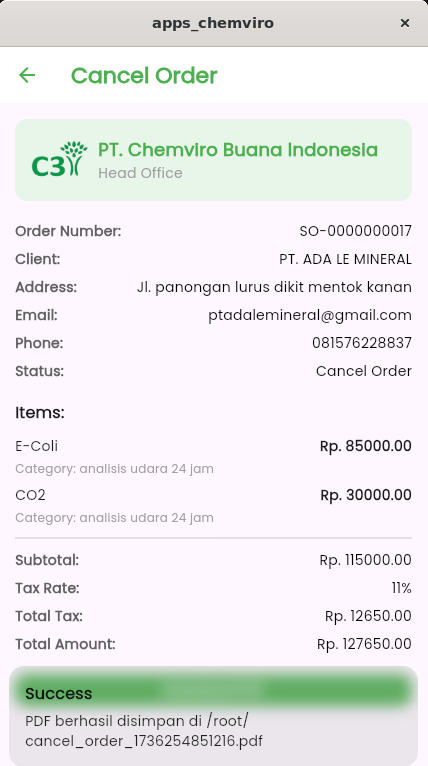 apps_chemviro
Cancel Order
C3 PT. Chemviro Buana Indonesia
Head Office
Order Number: SO-0000000017
Client: PT. ADA LE MINERAL
Address: Jl. panongan lurus dikit mentok kanan
Email: ptadalemineral@gmail.com
Phone: 081576228837
Status: Cancel Order
Items:
E-Coli Rp. 85000.00
Category: analisis udara 24 jam
CO2 Rp. 30000.00
Category: analisis udara 24 jam
Subtotal: Rp. 115000.00
Tax Rate: 11%
Total Tax: Rp. 12650.00
Total Amount: Rp. 127650.00
Success
PDF berhasil disimpan di /root/
cancel_order_1736254851216.pdf